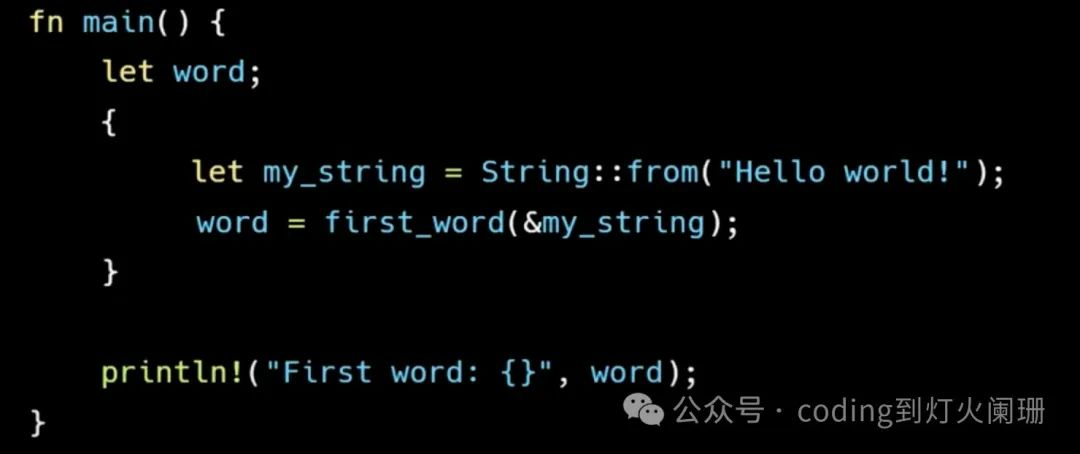 fn main() {
    let word;
    {
        let my_string = String::from("Hello world!");
        word = first_word(&my_string);
    }

    println!("First word: {}", word);
}
公众号 · coding到灯火阑珊